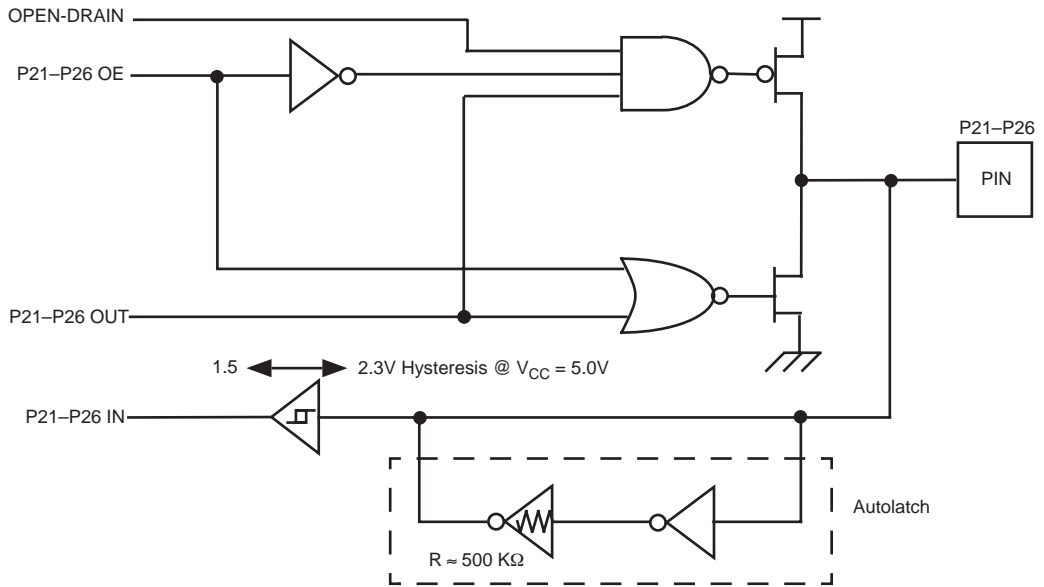 OPEN-DRAIN
P21–P26 OE
P21–P26
PIN
P21–P26 OUT
1.5
2.3V Hysteresis @ VCC = 5.0V
P21–P26 IN
Autolatch
R ≈ 500 KΩ